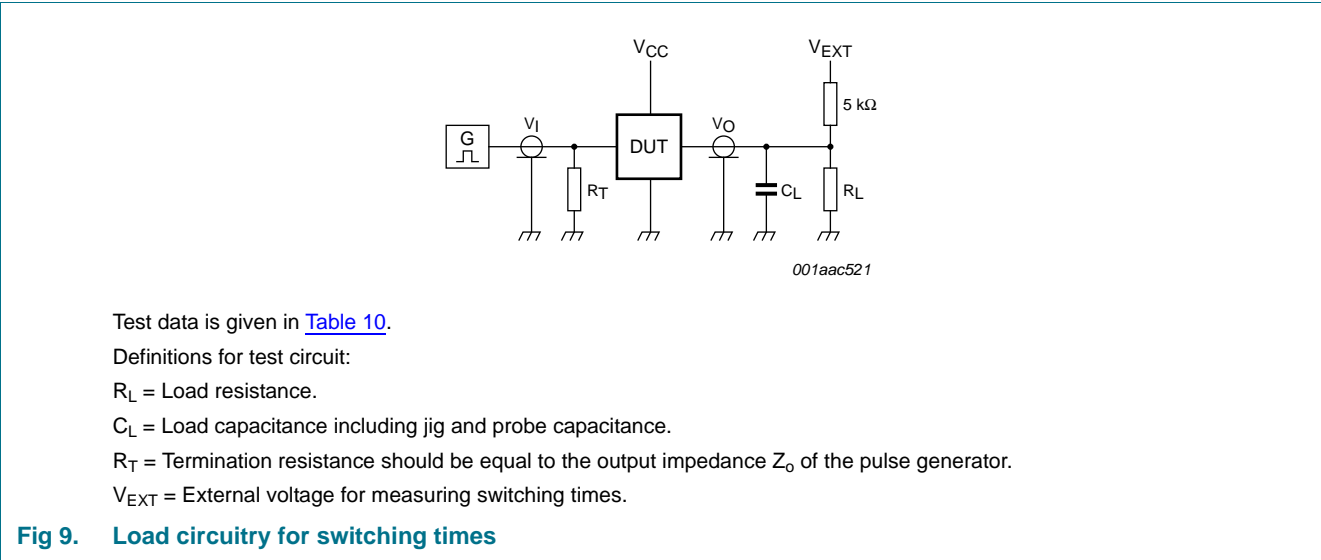 VCC
VEXT
5 kΩ
G
VI
DUT
VO
RT
CL
RL
001aac521
Test data is given in Table 10.
Definitions for test circuit:
RL = Load resistance.
CL = Load capacitance including jig and probe capacitance.
RT = Termination resistance should be equal to the output impedance Zo of the pulse generator.
VEXT = External voltage for measuring switching times.
Fig 9. Load circuitry for switching times